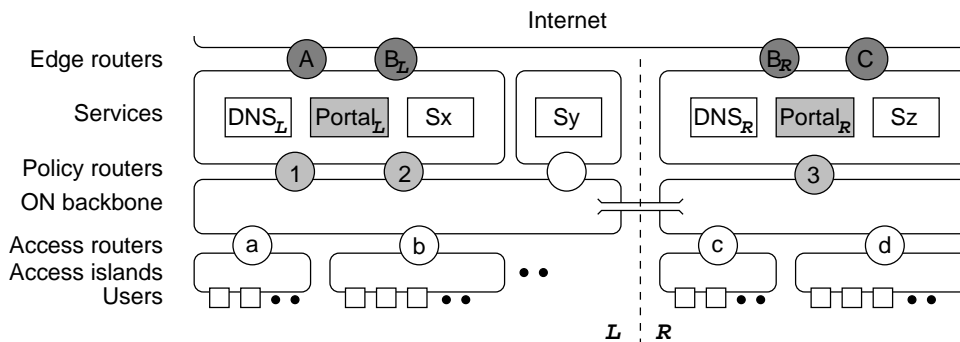 Internet
Edge routers A B_L B_R C
Services DNS_L Portal_L Sx Sy DNS_R Portal_R Sz
Policy routers 1 2 3
ON backbone
Access routers a b c d
Access islands
Users
L R